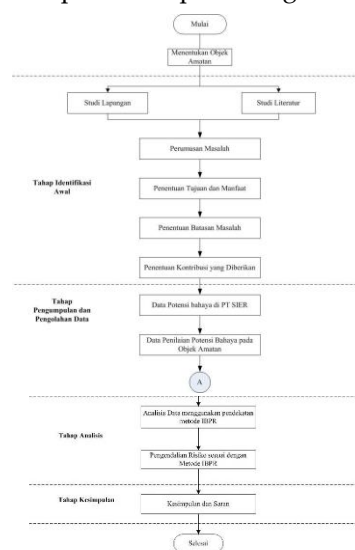 Mulai
Menentukan Objek
Amatan
Studi Lapangan
Studi Literatur
Perumusan Masalah
Tahap Identifikasi
Awal
Penentuan Tujuan dan Manfaat
Penentuan Batasan Masalah
Penentuan Kontribusi yang Diberikan
Tahap
Pengumpulan dan
Pengolahan Data
Data Potensi bahaya di PT SIER
Data Penilaian Potensi Bahaya pada
Objek Amatan
A
Analisis Data menggunakan pendekatan
metode IBPR
Tahap Analisis
Pengendalian Risiko sesuai dengan
Metode IBPR
Tahap Kesimpulan
Kesimpulan dan Saran
Selesai